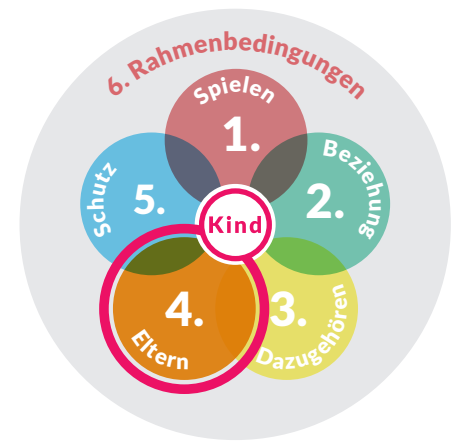 6. Rahmenbedingungen
Spielen
1.
Beziehung
2.
Dazugehören
3.
Eltern
4.
Schutz
5.
Kind